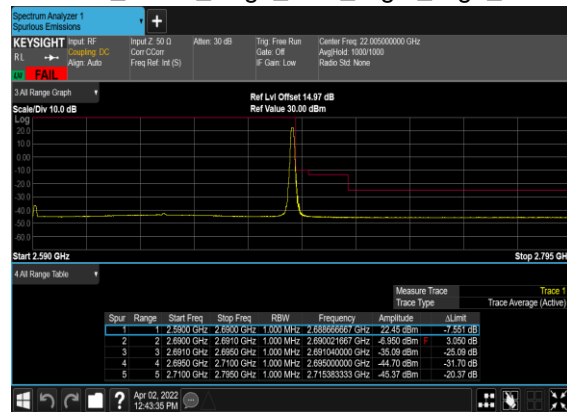 Spectrum Analyzer 1
Spurious Emissions
KEYSIGHT Input: RF Input Z: 50 Ω Atten: 30 dB Trig: Free Run Center Freq: 22.005000000 GHz
RL Coupling: DC Corr CCorr Gate: Off Avg|Hold: 1000/1000
Align: Auto Freq Ref: Int (S) IF Gain: Low Radio Std: None
LW FAIL
3 All Range Graph Ref Lvl Offset 14.97 dB
Scale/Div 10.0 dB Ref Value 30.00 dBm
Log
20.0
10.0
0.00
-10.0
-20.0
-30.0
-40.0
-50.0
-60.0
Start 2.590 GHz Stop 2.795 GH
4 All Range Table
Measure Trace Trace 1
Trace Type Trace Average (Active)
Spur Range Start Freq Stop Freq RBW Frequency Amplitude ΔLimit
1 1 2.5900 GHz 2.6900 GHz 1.000 MHz 2.688666667 GHz 22.45 dBm -7.551 dB
2 2 2.6900 GHz 2.6910 GHz 1.000 MHz 2.690021667 GHz -6.950 dBm F 3.050 dB
3 3 2.6910 GHz 2.6950 GHz 1.000 MHz 2.691040000 GHz -35.09 dBm -25.09 dB
4 4 2.6950 GHz 2.7100 GHz 1.000 MHz 2.695000000 GHz -44.70 dBm -31.70 dB
5 5 2.7100 GHz 2.7950 GHz 1.000 MHz 2.715383333 GHz -45.37 dBm -20.37 dB
Apr 02, 2022
12:43:35 PM